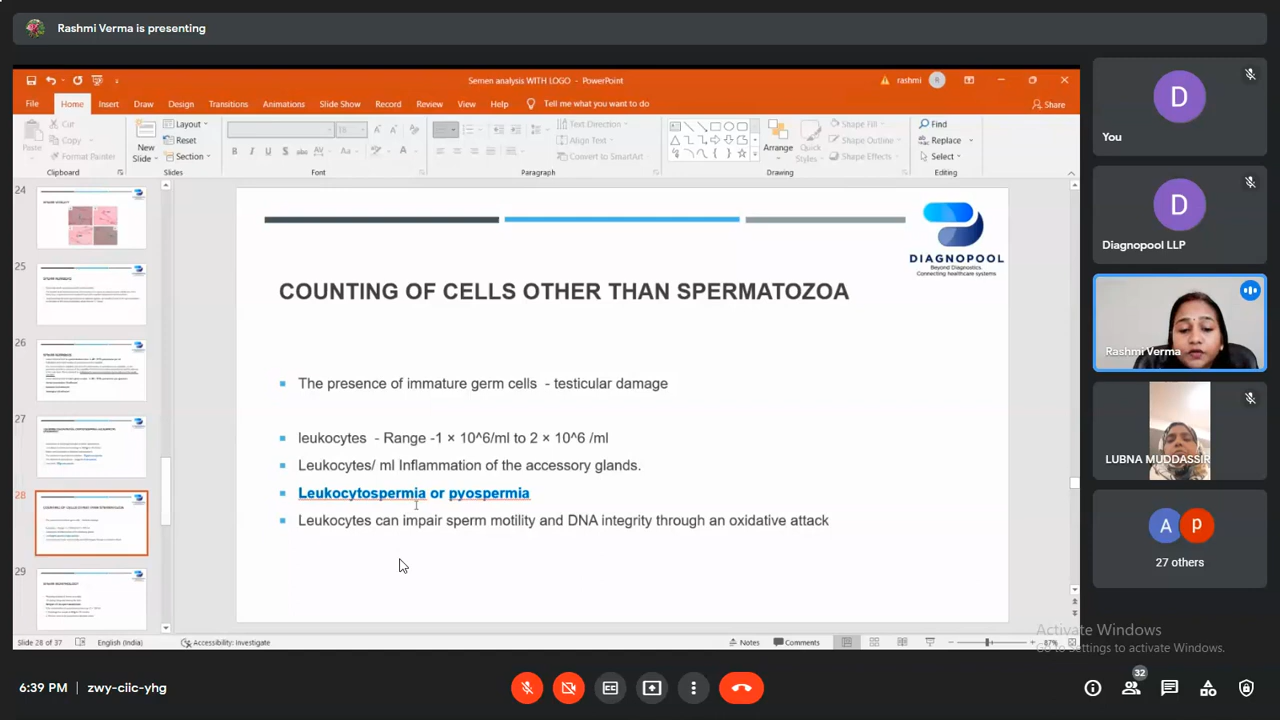 Rashmi Verma is presenting
Semen analysis WITH LOGO - PowerPoint
rashmi
File Home Insert Draw Design Transitions Animations Slide Show Record Review View Help Tell me what you want to do
Share
Paste
Cut
Copy
Format Painter
Clipboard
New Slide
Layout
Reset
Section
Slides
Font
Text Direction
Align Text
Convert to SmartArt
Paragraph
Arrange
Quick Styles
Shape Fill
Shape Outline
Shape Effects
Drawing
Find
Replace
Select
Editing
24
25
26
27
28
29
DIAGNOPOOL
Beyond Diagnostics.
Connecting healthcare systems
COUNTING OF CELLS OTHER THAN SPERMATOZOA
The presence of immature germ cells - testicular damage
leukocytes - Range -1 × 10^6/ml to 2 × 10^6 /ml
Leukocytes/ ml Inflammation of the accessory glands.
Leukocytospermia or pyospermia
Leukocytes can impair sperm motility and DNA integrity through an oxidative attack
Slide 28 of 37
English (India)
Accessibility: Investigate
Notes
Comments
87%
D
You
D
Diagnopool LLP
Rashmi Verma
LUBNA MUDDASSIR
A
p
27 others
Activate Windows
Go to Settings to activate Windows.
6:39 PM | zwy-ciic-yhg
32